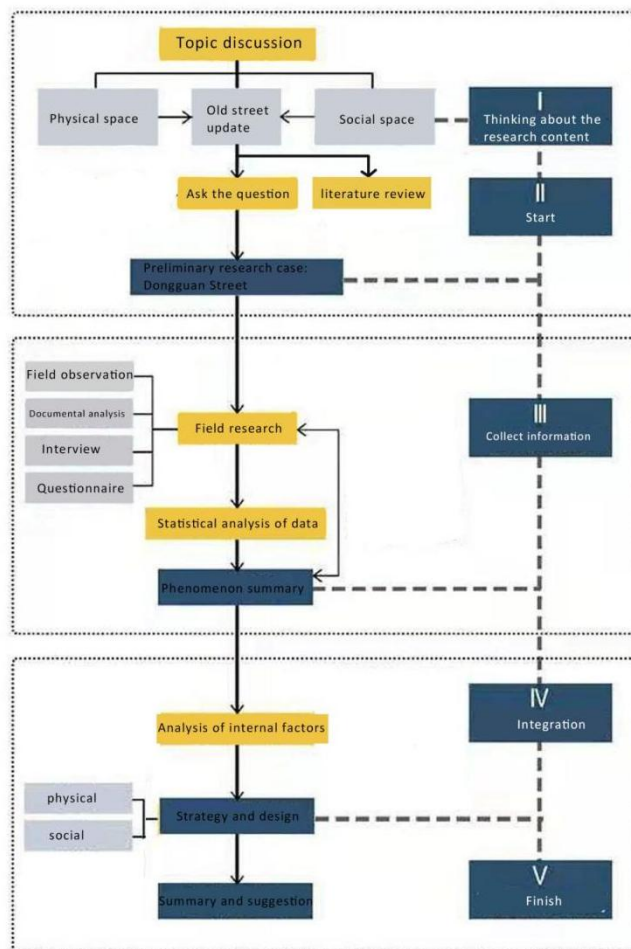 Topic discussion
Physical space
Old street
update
Social space
I
Thinking about the
research content
Ask the question
literature review
II
Start
Preliminary research case:
Dongguan Street
Field observation
Documental analysis
Interview
Questionnaire
Field research
III
Collect information
Statistical analysis of data
Phenomenon summary
Analysis of internal factors
IV
Integration
physical
social
Strategy and design
Summary and suggestion
V
Finish